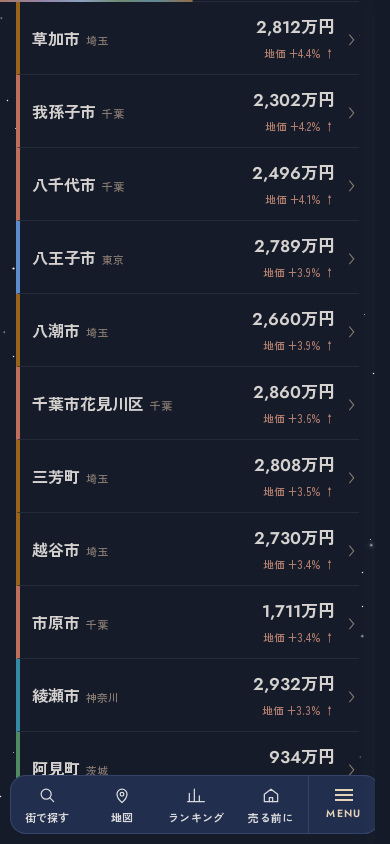 草加市 埼玉 2,812万円
地価 +4.4% ↑
我孫子市 千葉 2,302万円
地価 +4.2% ↑
八千代市 千葉 2,496万円
地価 +4.1% ↑
八王子市 東京 2,789万円
地価 +3.9% ↑
八潮市 埼玉 2,660万円
地価 +3.9% ↑
千葉市花見川区 千葉 2,860万円
地価 +3.6% ↑
三芳町 埼玉 2,808万円
地価 +3.5% ↑
越谷市 埼玉 2,730万円
地価 +3.4% ↑
市原市 千葉 1,711万円
地価 +3.4% ↑
綾瀬市 神奈川 2,932万円
地価 +3.3% ↑
阿見町 茨城 934万円
街で探す 地図 ランキング 売る前に MENU